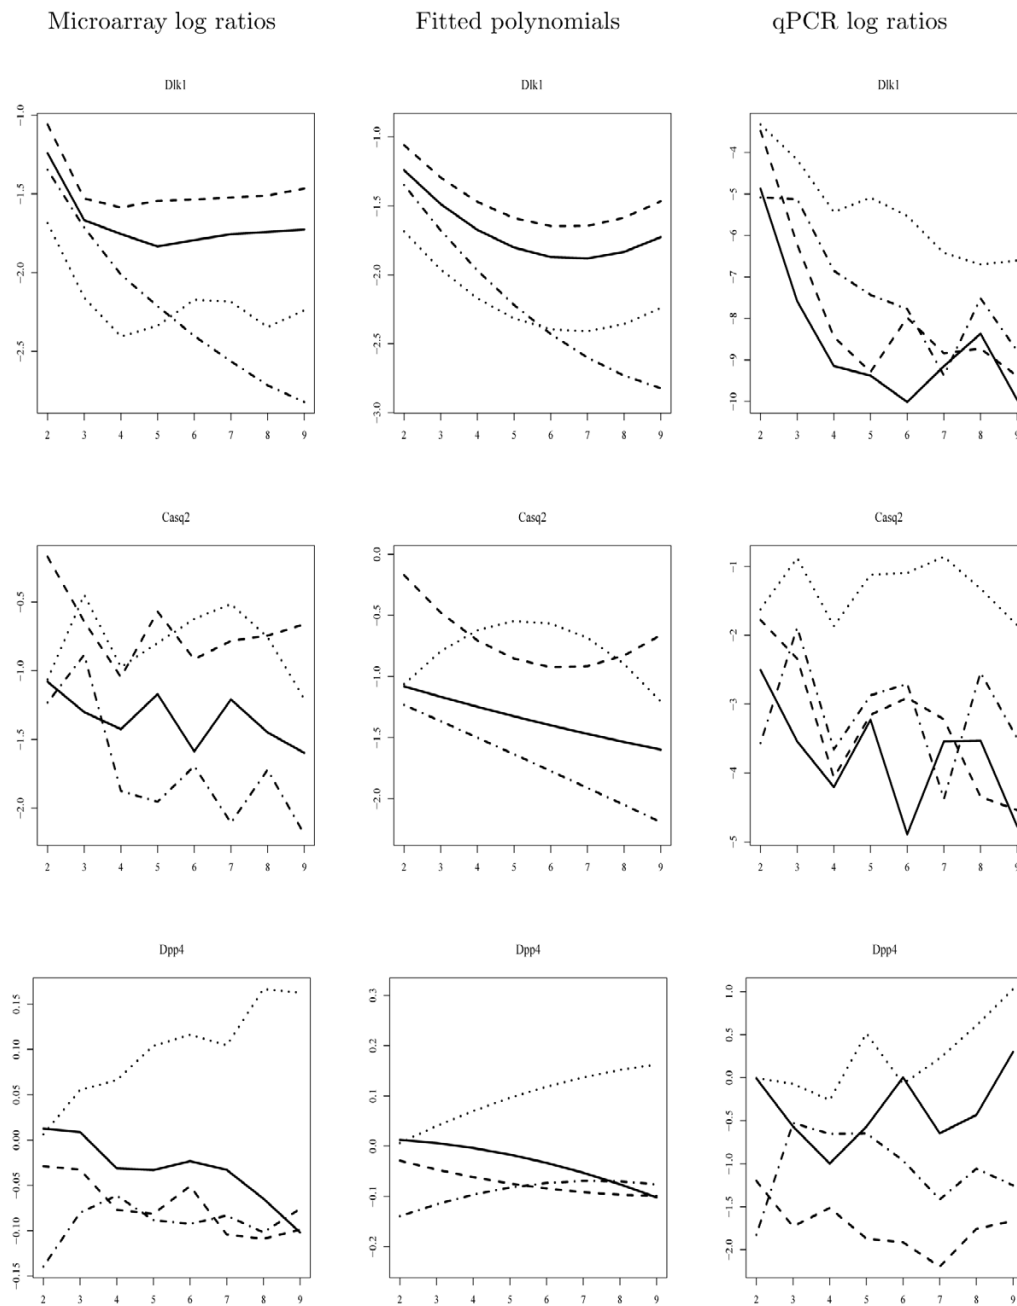 Microarray log ratios Fitted polynomials qPCR log ratios
Dlk1 Dlk1 Dlk1
−1.0 −1.5 −2.0 −2.5
−1.0 −1.5 −2.0 −2.5 −3.0
−4 −5 −6 −7 −8 −9 −10
2 3 4 5 6 7 8 9 2 3 4 5 6 7 8 9 2 3 4 5 6 7 8 9
Casq2 Casq2 Casq2
−0.5 −1.0 −1.5 −2.0
0.0 −0.5 −1.0 −1.5 −2.0
−1 −2 −3 −4 −5
2 3 4 5 6 7 8 9 2 3 4 5 6 7 8 9 2 3 4 5 6 7 8 9
Dpp4 Dpp4 Dpp4
0.15 0.10 0.05 0.00 −0.05 −0.10 −0.15
0.3 0.2 0.1 0.0 −0.1 −0.2
1.0 0.5 0.0 −0.5 −1.0 −1.5 −2.0
2 3 4 5 6 7 8 9 2 3 4 5 6 7 8 9 2 3 4 5 6 7 8 9